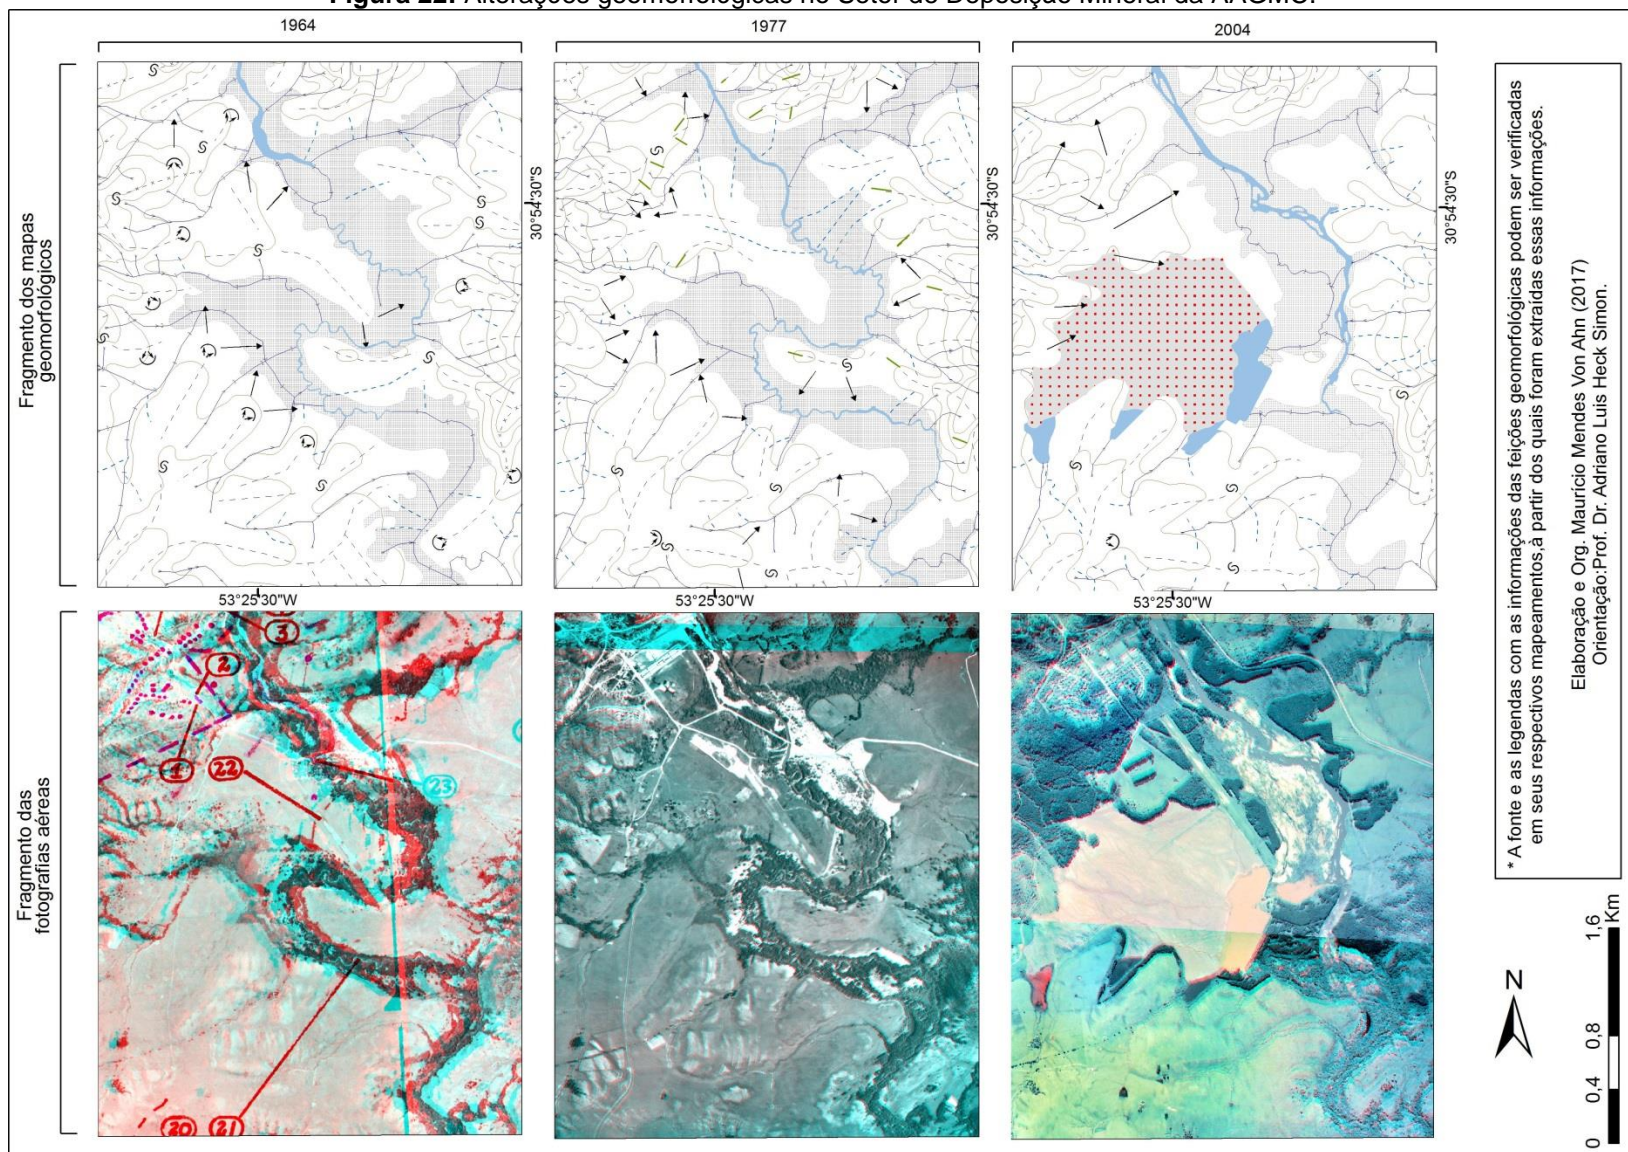 Figura 22: Alterações geomorfológicas no Setor de Deposição Mineral da AAGMC.
1964
1977
2004
Fragmento dos mapas
geomorfológicos
30°54'30"S
30°54'30"S
30°54'30"S
53°25'30"W
53°25'30"W
53°25'30"W
Fragmento das
fotografias aéreas
3
2
1
22
23
20
21
* A fonte e as legendas com as informações das feições geomorfológicas podem ser verificadas
em seus respectivos mapeamentos,à partir dos quais foram extraídas essas informações.
Elaboração e Org. Maurício Mendes Von Ahn (2017)
Orientação:Prof. Dr. Adriano Luis Heck Simon.
N
0 0,4 0,8 1,6
Km